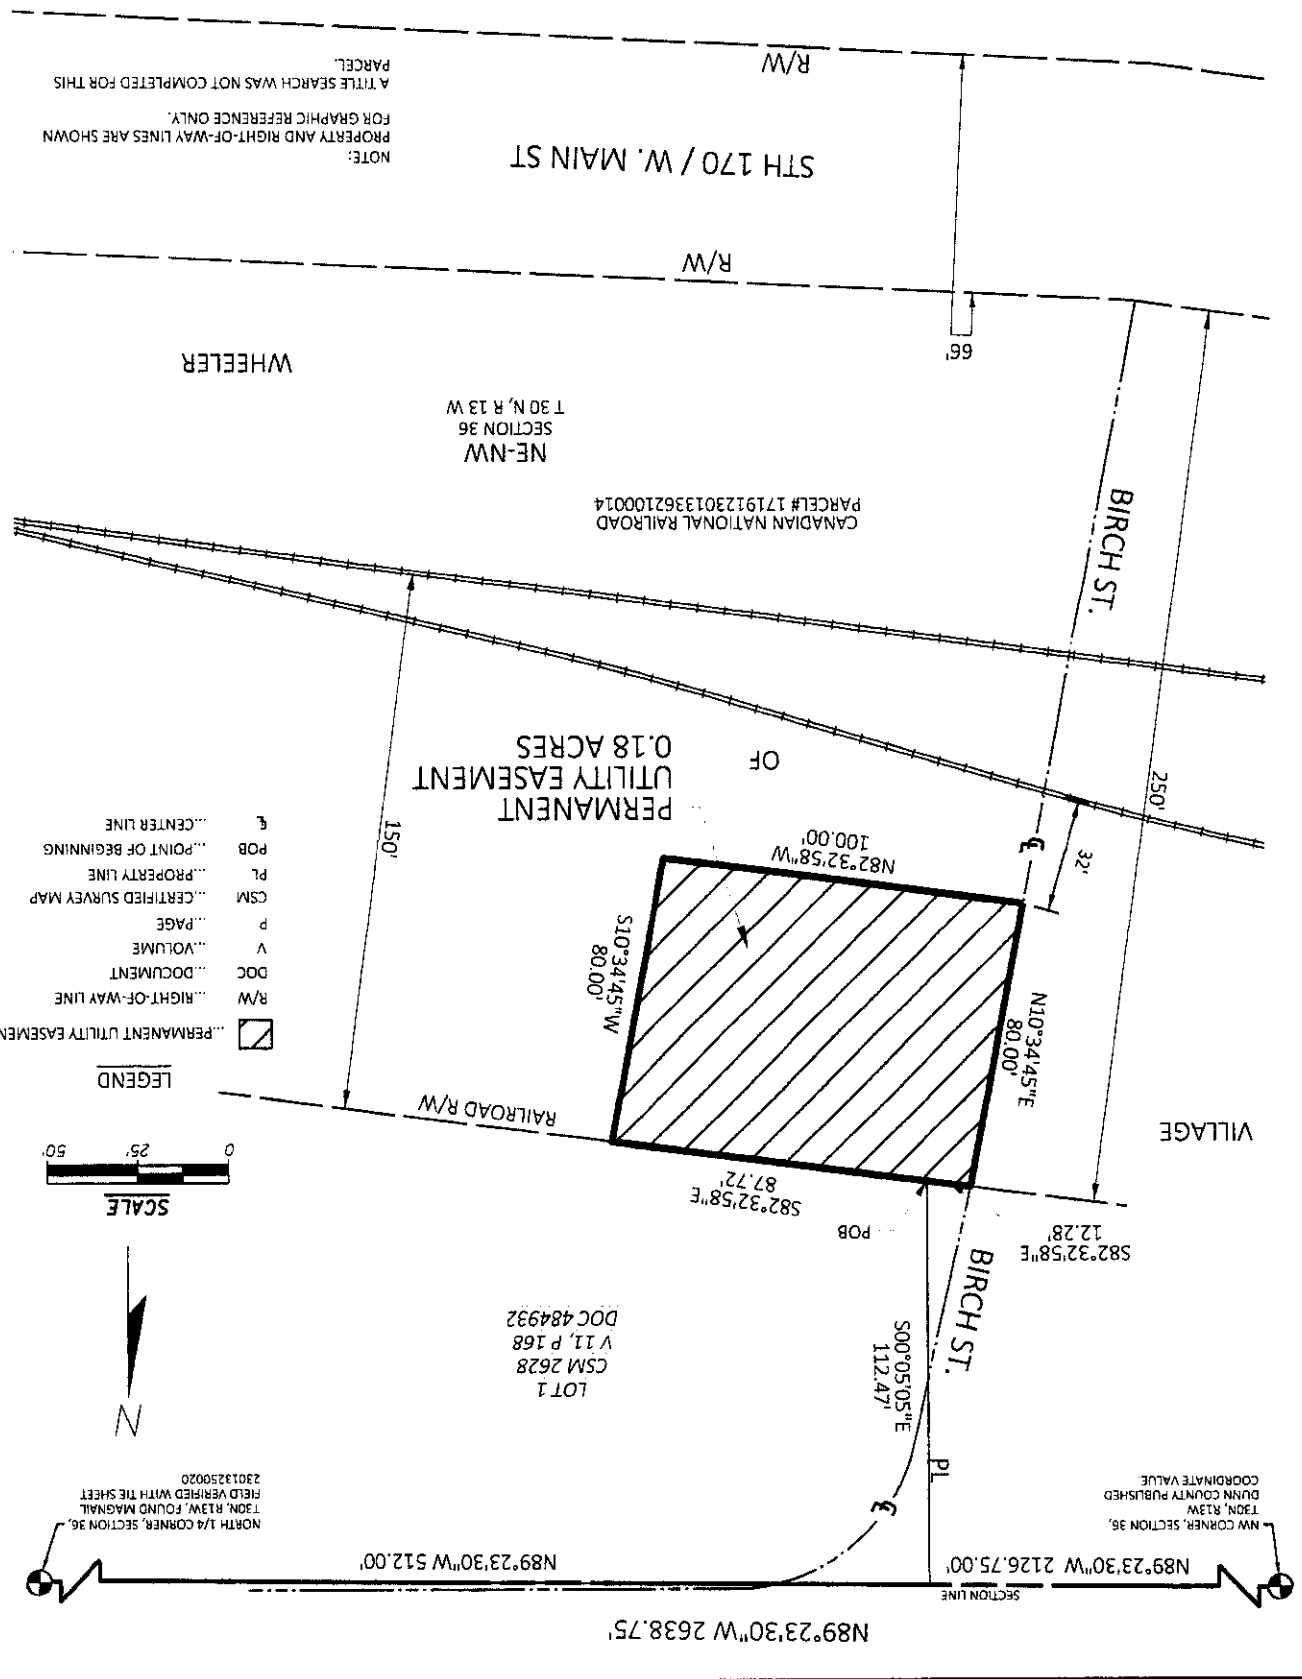 N89°23'30"W 2638.75'
SECTION LINE
N89°23'30"W 2126.75.00'
N89°23'30"W 512.00'
NW CORNER, SECTION 36,
T30N, R13W
DUNN COUNTY PUBLISHED
COORDINATE VALUE
NORTH 1/4 CORNER, SECTION 36,
T30N, R13W, FOUND MAGNAIL
FIELD VERIFIED WITH TIE SHEET
23013250020
℄
PL
N
S00°05'05"E
112.47'
LOT 1
CSM 2628
V 11, P 168
DOC 484932
BIRCH ST.
S82°32'58"E
12.28'
POB
SCALE
0
25'
50'
S82°32'58"E
87.72'
VILLAGE
RAILROAD R/W
LEGEND
...PERMANENT UTILITY EASEMEN
R/W ...RIGHT-OF-WAY LINE
DOC ...DOCUMENT
V ...VOLUME
P ...PAGE
CSM ...CERTIFIED SURVEY MAP
PL ...PROPERTY LINE
POB ...POINT OF BEGINNING
℄ ...CENTER LINE
N10°34'45"E
80.00'
S10°34'45"W
80.00'
N82°32'58"W
100.00'
32'
℄
250'
150'
OF
PERMANENT
UTILITY EASEMENT
0.18 ACRES
BIRCH ST.
CANADIAN NATIONAL RAILROAD
PARCEL# 1719123013362100014
NE-NW
SECTION 36
T 30 N, R 13 W
WHEELER
66'
R/W
STH 170 / W. MAIN ST
NOTE:
PROPERTY AND RIGHT-OF-WAY LINES ARE SHOWN
FOR GRAPHIC REFERENCE ONLY.
A TITLE SEARCH WAS NOT COMPLETED FOR THIS
PARCEL.
R/W